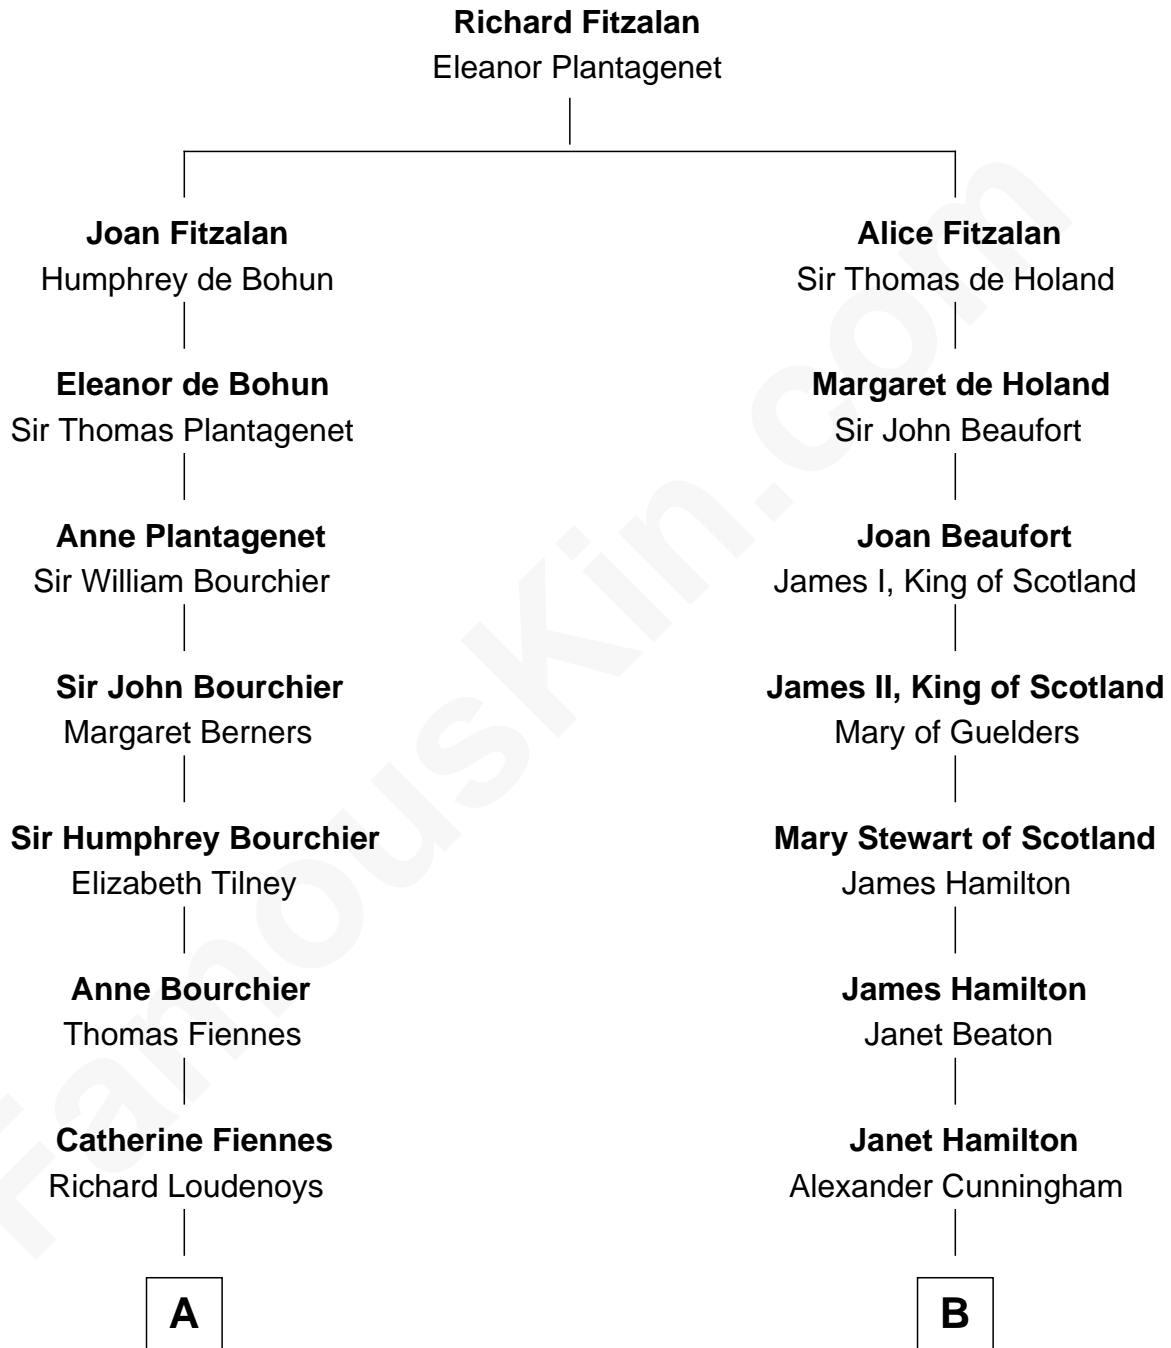 Richard Fitzalan
Eleanor Plantagenet
Joan Fitzalan
Humphrey de Bohun
Eleanor de Bohun
Sir Thomas Plantagenet
Anne Plantagenet
Sir William Bourchier
Sir John Bourchier
Margaret Berners
Sir Humphrey Bourchier
Elizabeth Tilney
Anne Bourchier
Thomas Fiennes
Catherine Fiennes
Richard Loudenoys
A
Alice Fitzalan
Sir Thomas de Holand
Margaret de Holand
Sir John Beaufort
Joan Beaufort
James I, King of Scotland
James II, King of Scotland
Mary of Guelders
Mary Stewart of Scotland
James Hamilton
James Hamilton
Janet Beaton
Janet Hamilton
Alexander Cunningham
B
FamousKin.com